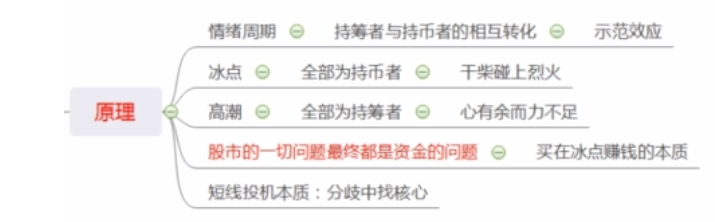 情绪周期 持筹者与持币者的相互转化 示范效应
冰点 全部为持币者 干柴碰上烈火
原理
高潮 全部为持筹者 心有余而力不足
股市的一切问题最终都是资金的问题 买在冰点赚钱的本质
短线投机本质：分歧中找核心